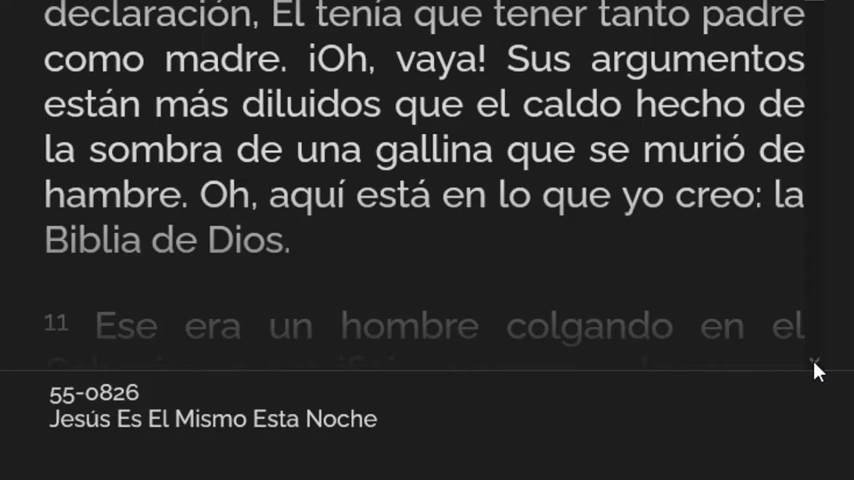 declaración, Él tenía que tener tanto padre
como madre. ¡Oh, vaya! Sus argumentos
están más diluidos que el caldo hecho de
la sombra de una gallina que se murió de
hambre. Oh, aquí está en lo que yo creo: la
Biblia de Dios.
11 Ese era un hombre colgando en el
55-0826
Jesús Es El Mismo Esta Noche